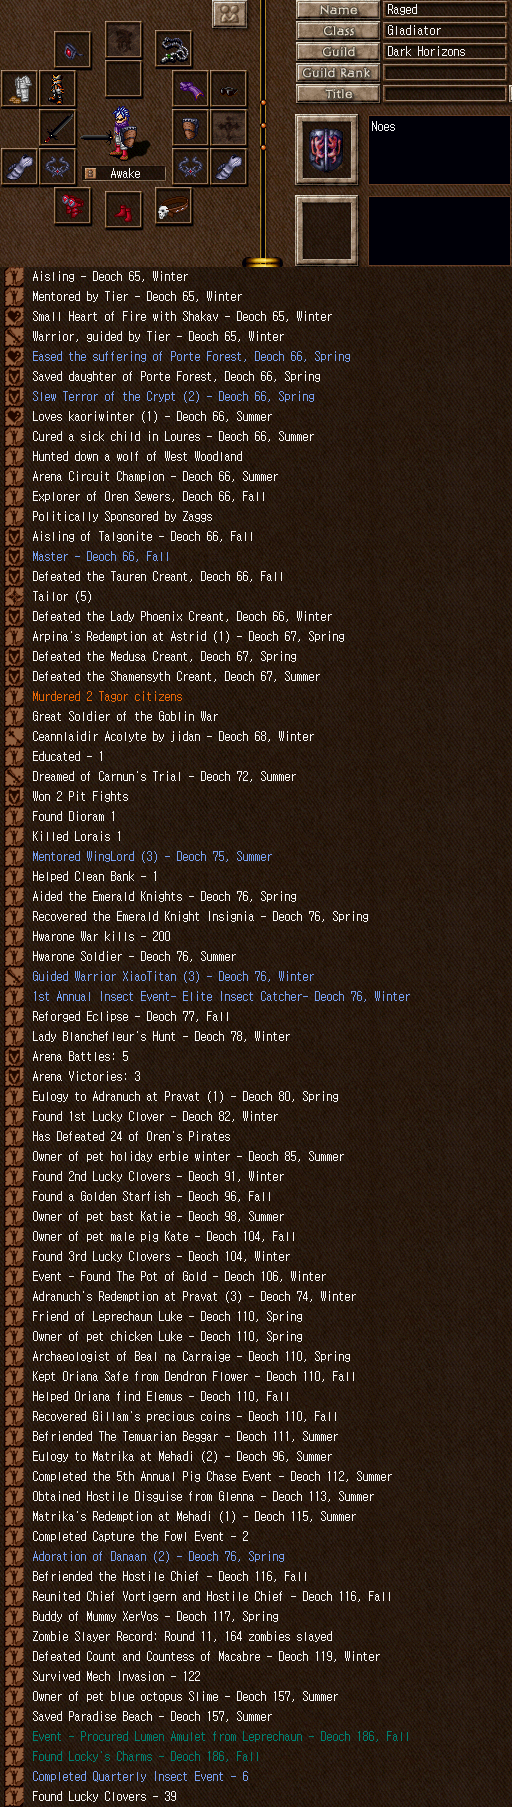 Name Raged
Class Gladiator
Guild Dark Horizons
Guild Rank
Title
Noes
Awake
Aisling - Deoch 65, Winter
Mentored by Tier - Deoch 65, Winter
Small Heart of Fire with Shakav - Deoch 65, Winter
Warrior, guided by Tier - Deoch 65, Winter
Eased the suffering of Porte Forest, Deoch 66, Spring
Saved daughter of Porte Forest, Deoch 66, Spring
Slew Terror of the Crypt (2) - Deoch 66, Spring
Loves kaoriwinter (1) - Deoch 66, Summer
Cured a sick child in Loures - Deoch 66, Summer
Hunted down a wolf of West Woodland
Arena Circuit Champion - Deoch 66, Summer
Explorer of Oren Sewers, Deoch 66, Fall
Politically Sponsored by Zaggs
Aisling of Talgonite - Deoch 66, Fall
Master - Deoch 66, Fall
Defeated the Tauren Creant, Deoch 66, Fall
Tailor (5)
Defeated the Lady Phoenix Creant, Deoch 66, Winter
Arpina's Redemption at Astrid (1) - Deoch 67, Spring
Defeated the Medusa Creant, Deoch 67, Spring
Defeated the Shamensyth Creant, Deoch 67, Summer
Murdered 2 Tagor citizens
Great Soldier of the Goblin War
Ceannlaidir Acolyte by jidan - Deoch 68, Winter
Educated - 1
Dreamed of Carnun's Trial - Deoch 72, Summer
Won 2 Pit Fights
Found Dioram 1
Killed Lorais 1
Mentored WingLord (3) - Deoch 75, Summer
Helped Clean Bank - 1
Aided the Emerald Knights - Deoch 76, Spring
Recovered the Emerald Knight Insignia - Deoch 76, Spring
Hwarone War kills - 200
Hwarone Soldier - Deoch 76, Summer
Guided Warrior XiaoTitan (3) - Deoch 76, Winter
1st Annual Insect Event- Elite Insect Catcher- Deoch 76, Winter
Reforged Eclipse - Deoch 77, Fall
Lady Blanchefleur's Hunt - Deoch 78, Winter
Arena Battles: 5
Arena Victories: 3
Eulogy to Adranuch at Pravat (1) - Deoch 80, Spring
Found 1st Lucky Clover - Deoch 82, Winter
Has Defeated 24 of Oren's Pirates
Owner of pet holiday erbie winter - Deoch 85, Summer
Found 2nd Lucky Clovers - Deoch 91, Winter
Found a Golden Starfish - Deoch 96, Fall
Owner of pet bast Katie - Deoch 98, Summer
Owner of pet male pig Kate - Deoch 104, Fall
Found 3rd Lucky Clovers - Deoch 104, Winter
Event - Found The Pot of Gold - Deoch 106, Winter
Adranuch's Redemption at Pravat (3) - Deoch 74, Winter
Friend of Leprechaun Luke - Deoch 110, Spring
Owner of pet chicken Luke - Deoch 110, Spring
Archaeologist of Beal na Carraige - Deoch 110, Spring
Kept Oriana Safe from Dendron Flower - Deoch 110, Fall
Helped Oriana find Elemus - Deoch 110, Fall
Recovered Gillam's precious coins - Deoch 110, Fall
Befriended The Temuarian Beggar - Deoch 111, Summer
Eulogy to Matrika at Mehadi (2) - Deoch 96, Summer
Completed the 5th Annual Pig Chase Event - Deoch 112, Summer
Obtained Hostile Disguise from Glenna - Deoch 113, Summer
Matrika's Redemption at Mehadi (1) - Deoch 115, Summer
Completed Capture the Fowl Event - 2
Adoration of Danaan (2) - Deoch 76, Spring
Befriended the Hostile Chief - Deoch 116, Fall
Reunited Chief Vortigern and Hostile Chief - Deoch 116, Fall
Buddy of Mummy XerVos - Deoch 117, Spring
Zombie Slayer Record: Round 11, 164 zombies slayed
Defeated Count and Countess of Macabre - Deoch 119, Winter
Survived Mech Invasion - 122
Owner of pet blue octopus Slime - Deoch 157, Summer
Saved Paradise Beach - Deoch 157, Summer
Event - Procured Lumen Amulet from Leprechaun - Deoch 186, Fall
Found Locky's Charms - Deoch 186, Fall
Completed Quarterly Insect Event - 6
Found Lucky Clovers - 39